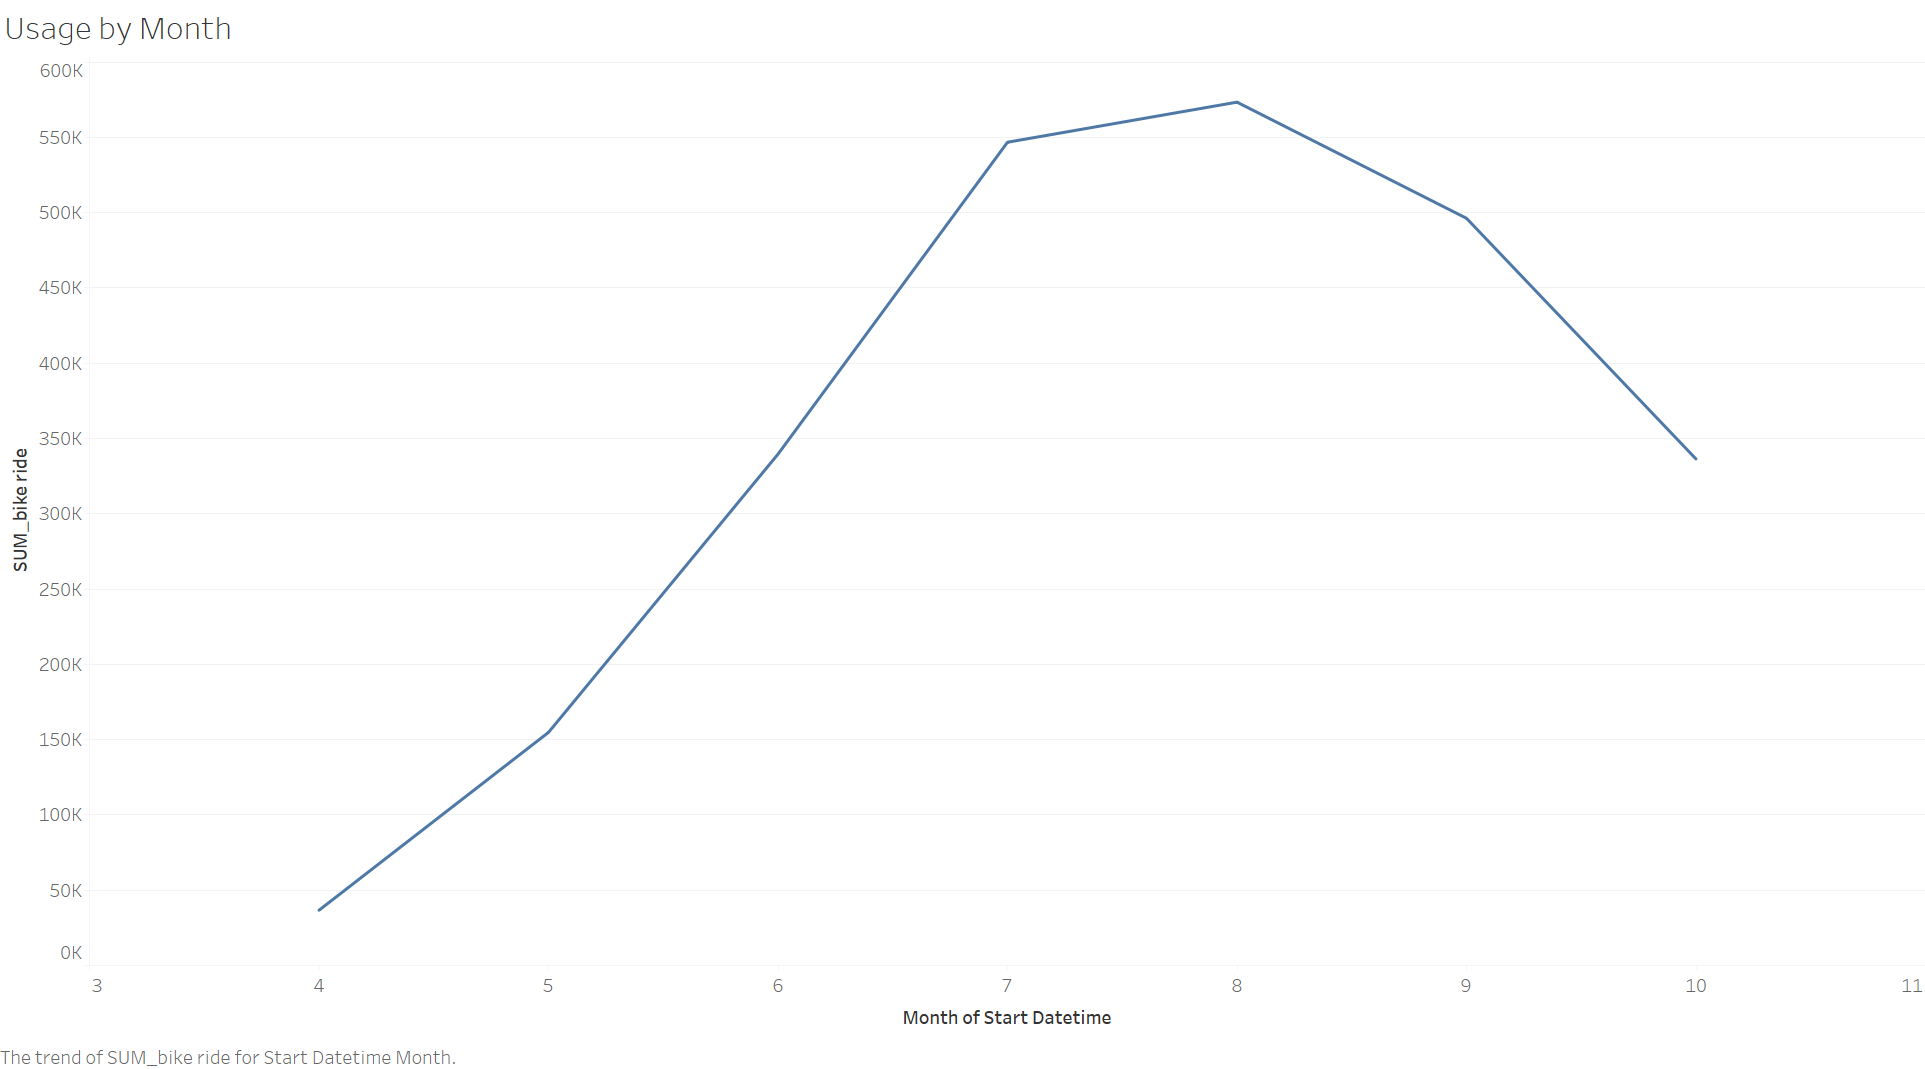 Usage by Month
600K
550K
500K
450K
400K
350K
300K
250K
200K
150K
100K
50K
0K
SUM_bike ride
3 4 5 6 7 8 9 10 11
Month of Start Datetime
The trend of SUM_bike ride for Start Datetime Month.